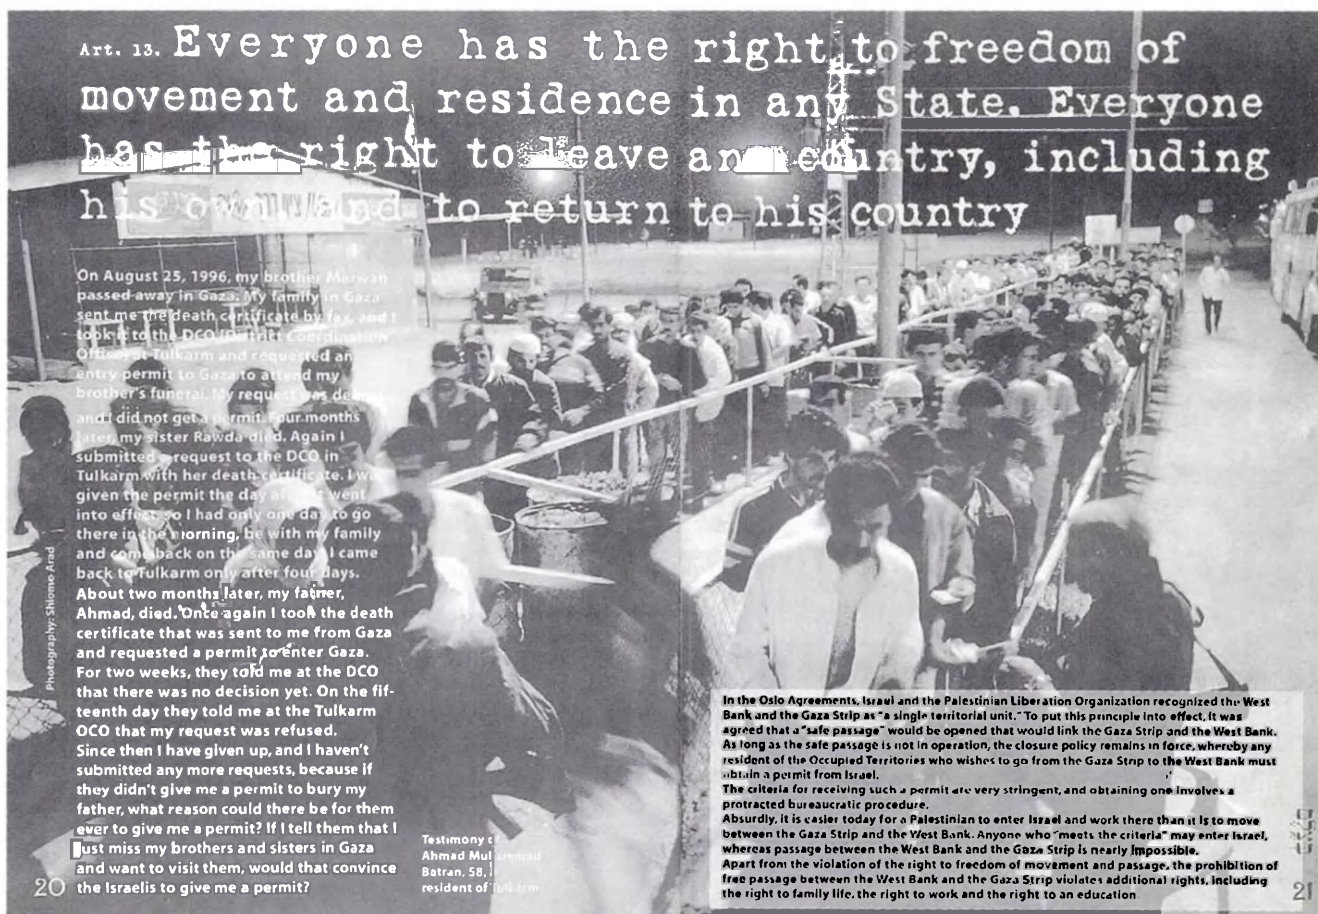 Art. 13. Everyone has the right to freedom of
movement and residence in any State. Everyone
has the right to leave any country, including
his own, and to return to his country
On August 25, 1996, my brother Marwan
passed away in Gaza. My family in Gaza
sent me the death certificate by fax, and I
took it to the DCO (District Coordination
Office) at Tulkarm and requested an
entry permit to Gaza to attend my
brother's funeral. My request was
and I did not get a permit. Four months
later, my sister Rawda died. Again I
submitted a request to the DCO in
Tulkarm with her death certificate. I was
given the permit the day after it went
into effect, so I had only one day to go
there in the morning, be with my family
and come back on the same day. I came
back to Tulkarm only after four days.
About two months later, my father,
Ahmad, died. Once again I took the death
certificate that was sent to me from Gaza
and requested a permit to enter Gaza.
For two weeks, they told me at the DCO
that there was no decision yet. On the fif-
teenth day they told me at the Tulkarm
OCO that my request was refused.
Since then I have given up, and I haven't
submitted any more requests, because if
they didn't give me a permit to bury my
father, what reason could there be for them
ever to give me a permit? If I tell them that I
just miss my brothers and sisters in Gaza
and want to visit them, would that convince
the Israelis to give me a permit?
20
Photography: Shlomo Arad
Testimony of
Ahmad
Batran, 58,
resident of Tulkarm
In the Oslo Agreements, Israel and the Palestinian Liberation Organization recognized the West
Bank and the Gaza Strip as "a single territorial unit." To put this principle into effect, it was
agreed that a "safe passage" would be opened that would link the Gaza Strip and the West Bank.
As long as the safe passage is not in operation, the closure policy remains in force, whereby any
resident of the Occupied Territories who wishes to go from the Gaza Strip to the West Bank must
obtain a permit from Israel.
The criteria for receiving such a permit are very stringent, and obtaining one involves a
protracted bureaucratic procedure.
Absurdly, it is easier today for a Palestinian to enter Israel and work there than it is to move
between the Gaza Strip and the West Bank. Anyone who "meets the criteria" may enter Israel,
whereas passage between the West Bank and the Gaza Strip is nearly impossible.
Apart from the violation of the right to freedom of movement and passage, the prohibition of
free passage between the West Bank and the Gaza Strip violates additional rights, including
the right to family life, the right to work and the right to an education
21